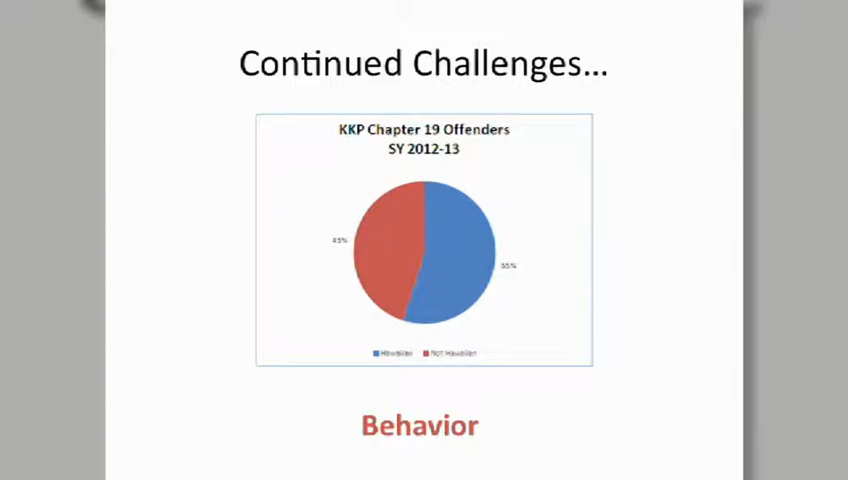 Continued Challenges...
KKP Chapter 19 Offenders
SY 2012-13
45%
55%
Hawaiian Not Hawaiian
Behavior